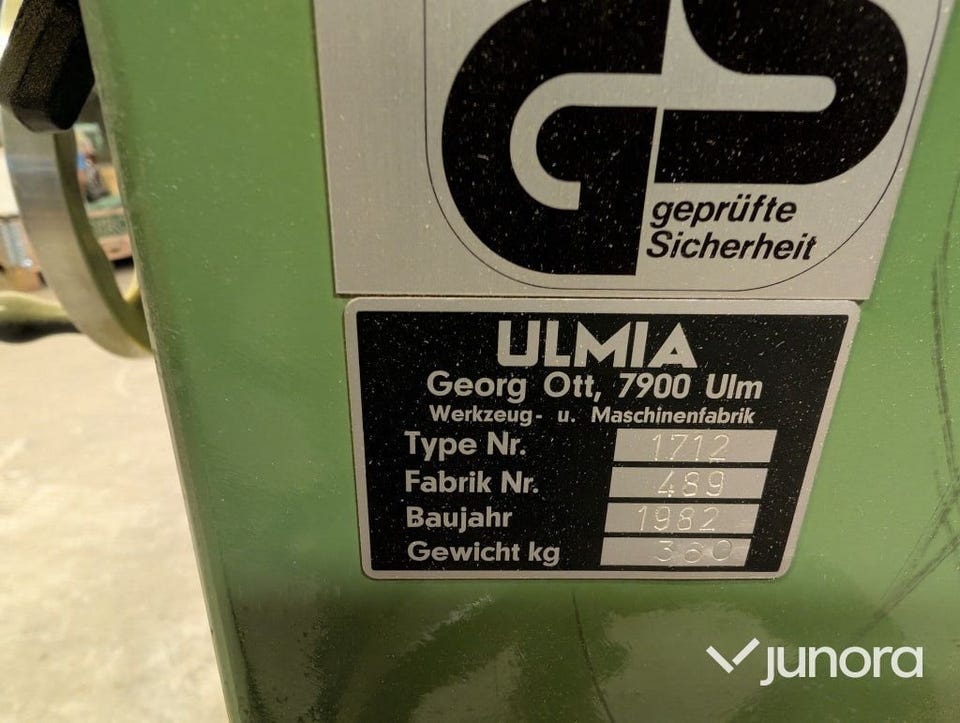 geprüfte
Sicherheit
ULMIA
Georg Ott, 7900 Ulm
Werkzeug- u. Maschinenfabrik
Type Nr. 1712
Fabrik Nr. 489
Baujahr 1982
Gewicht kg 360
junora